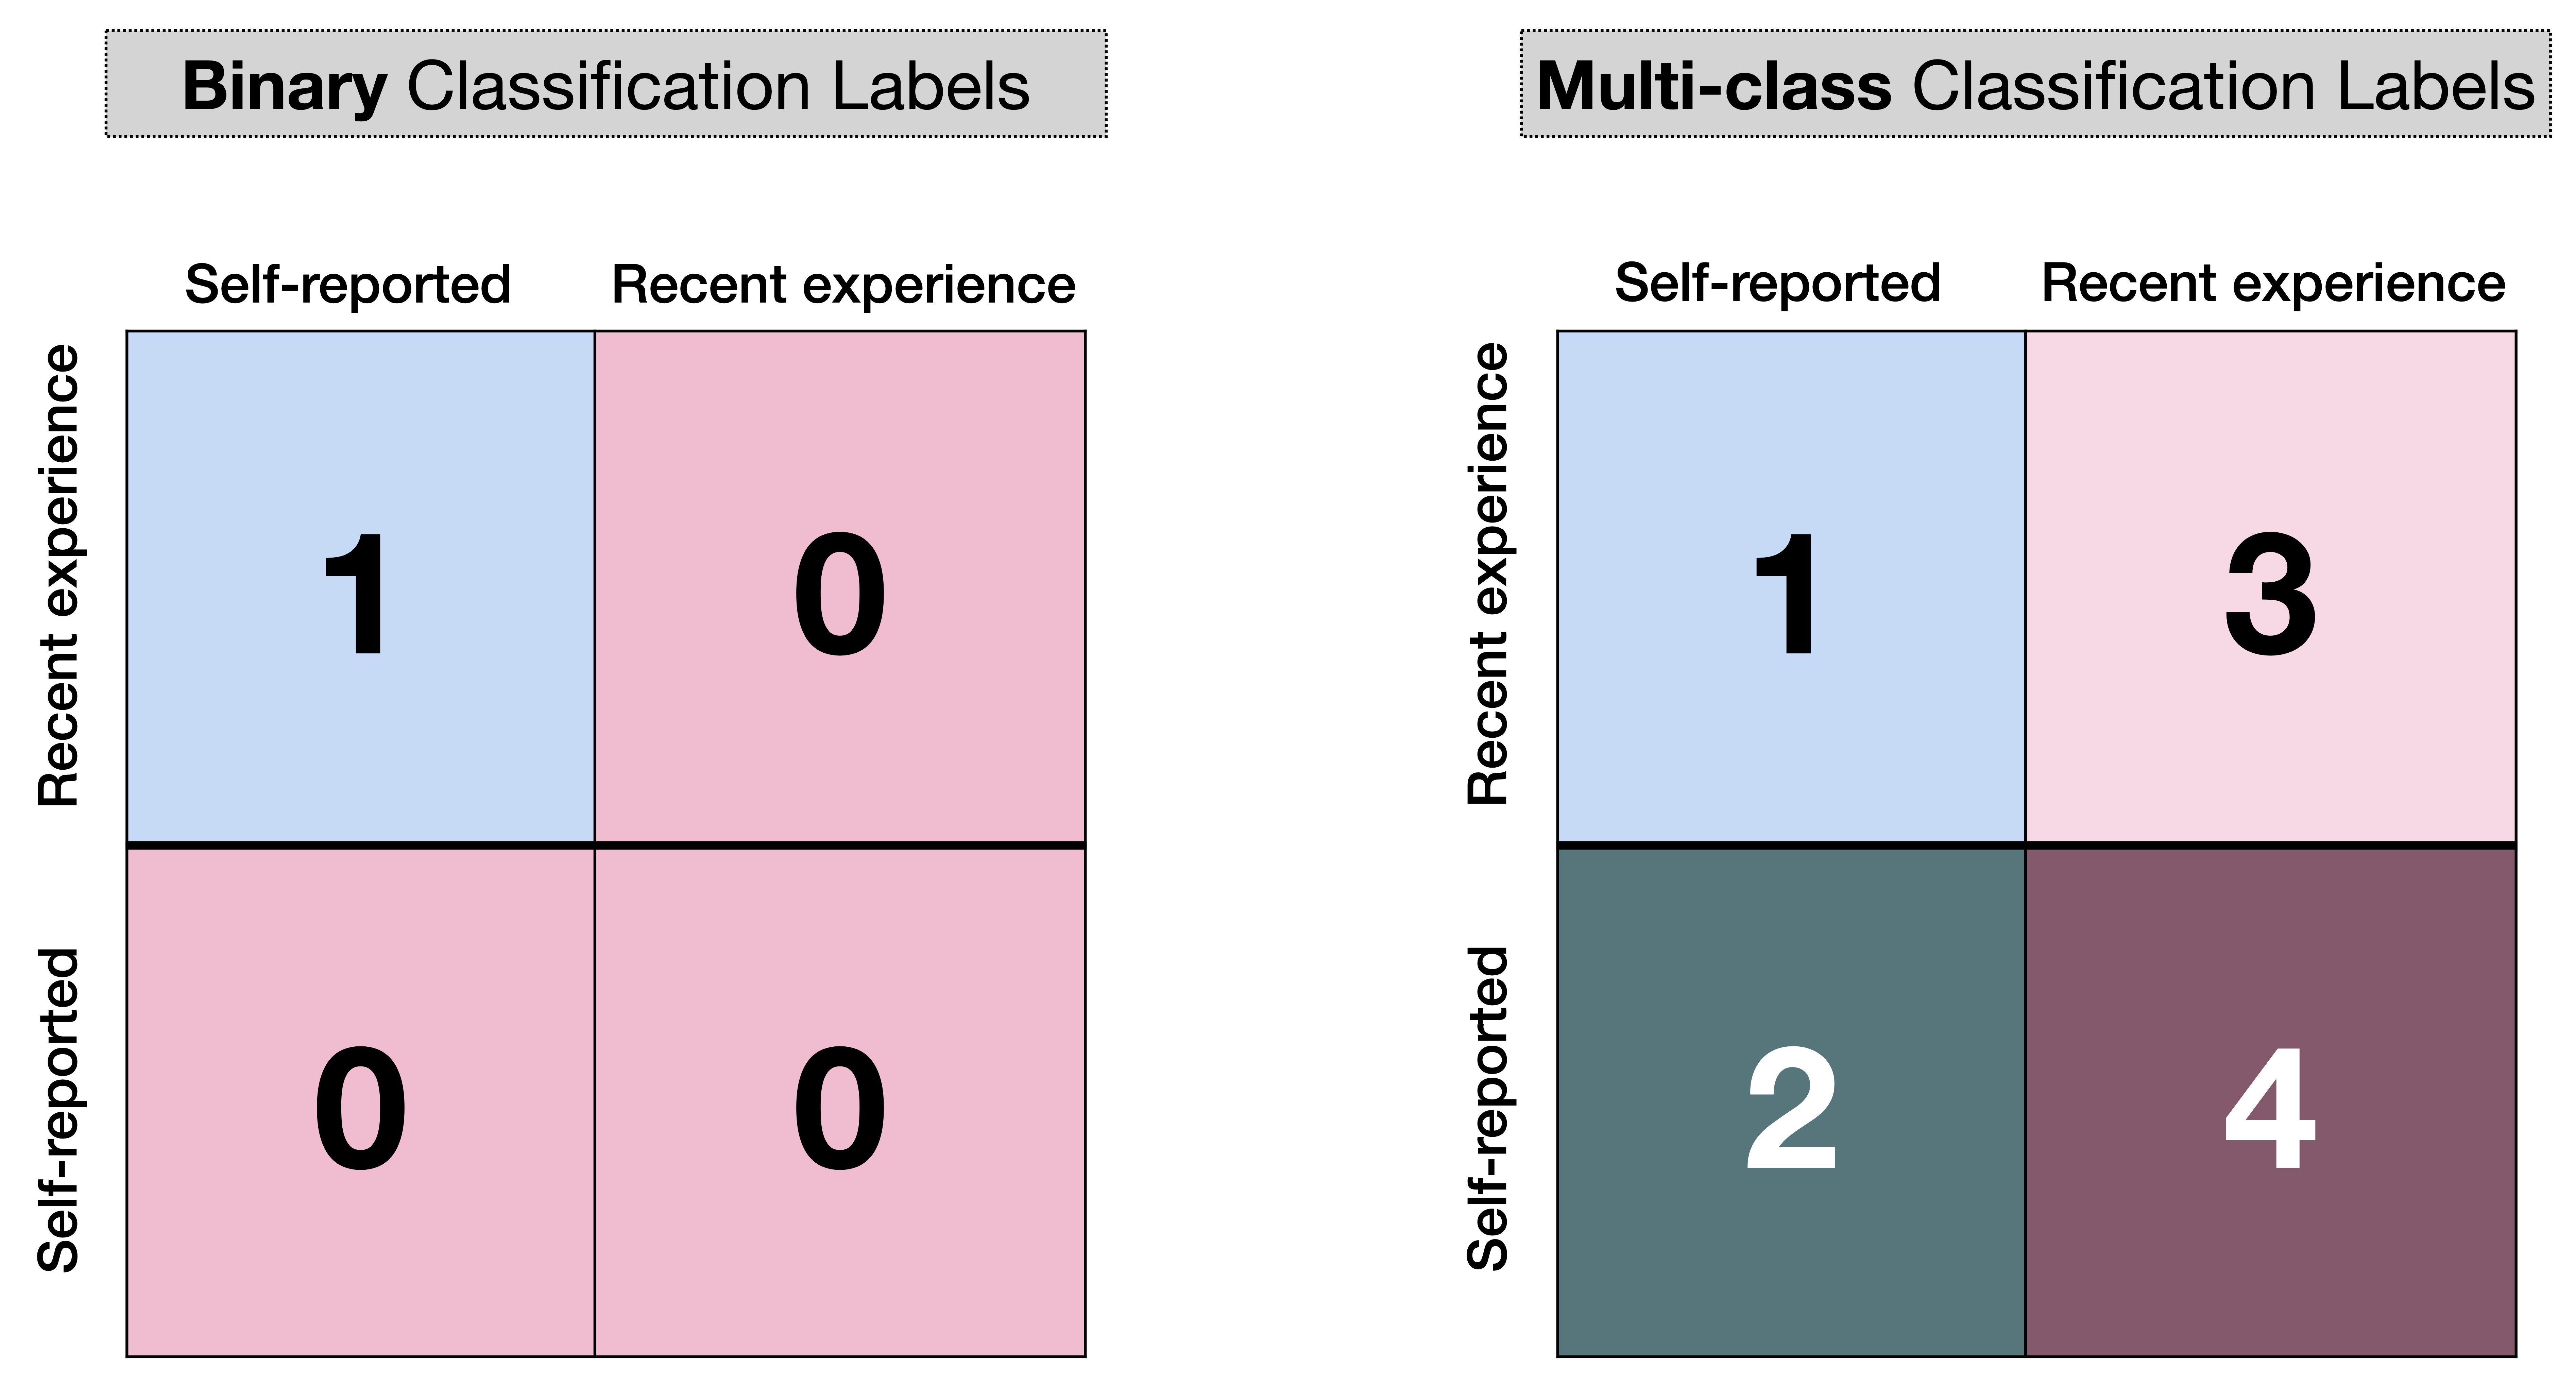 Binary Classification Labels
Self-reported Recent experience
Recent experience
1 0
Self-reported
0 0
Multi-class Classification Labels
Self-reported Recent experience
Recent experience
1 3
Self-reported
2 4